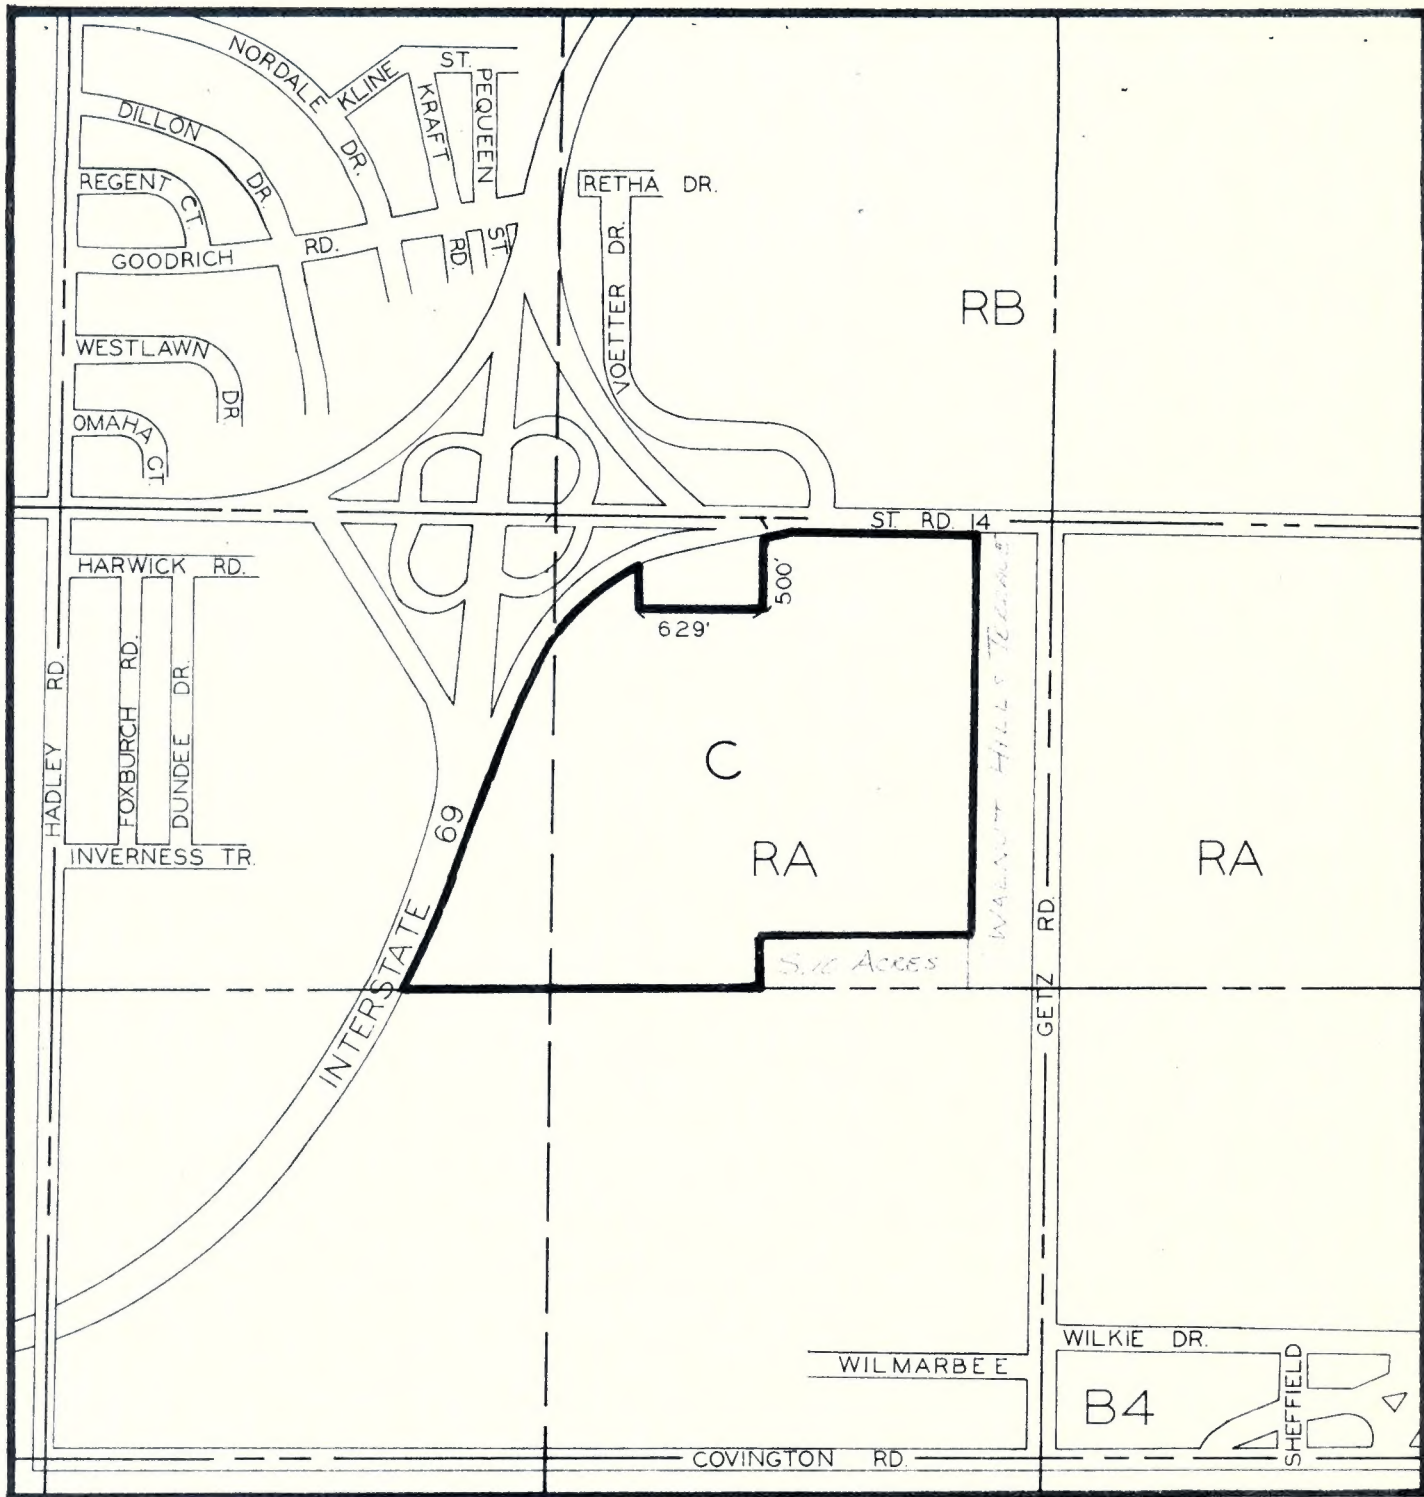 NORDALE DR.
KLINE ST.
KRAFT RD.
PEQUEEN ST.
DILLON DR.
REGENT CT.
RETHA DR.
GOODRICH RD.
VOETTER DR.
RB
WESTLAWN DR.
OMAHA CT.
ST. RD. 14
HARWICK RD.
500'
629'
HADLEY RD.
FOXBURCH RD.
DUNDEE DR.
WALNUT HILLS TERRACE
C
INTERSTATE 69
RA
RA
INVERNESS TR.
GETZ RD.
ACRES
WILKIE DR.
WILMARBEE
B4
SHEFFIELD
COVINGTON RD.